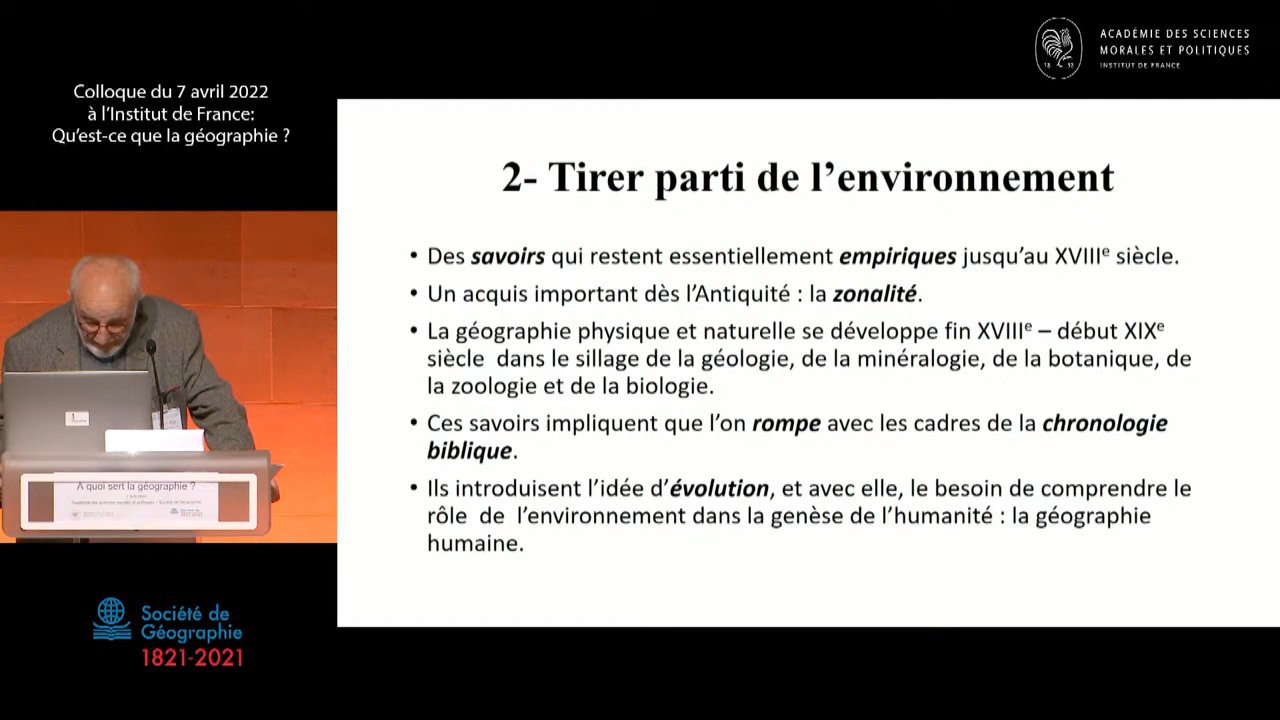 ACADÉMIE DES SCIENCES
MORALES ET POLITIQUES
INSTITUT DE FRANCE
18 32
Colloque du 7 avril 2022
à l’Institut de France:
Qu’est-ce que la géographie ?
2- Tirer parti de l’environnement
• Des savoirs qui restent essentiellement empiriques jusqu’au XVIIIe siècle.
• Un acquis important dès l’Antiquité : la zonalité.
• La géographie physique et naturelle se développe fin XVIIIe – début XIXe
siècle dans le sillage de la géologie, de la minéralogie, de la botanique, de
la zoologie et de la biologie.
• Ces savoirs impliquent que l’on rompe avec les cadres de la chronologie
biblique.
• Ils introduisent l’idée d’évolution, et avec elle, le besoin de comprendre le
rôle de l’environnement dans la genèse de l’humanité : la géographie
humaine.
A quoi sert la géographie ?
Société de
Géographie
1821-2021